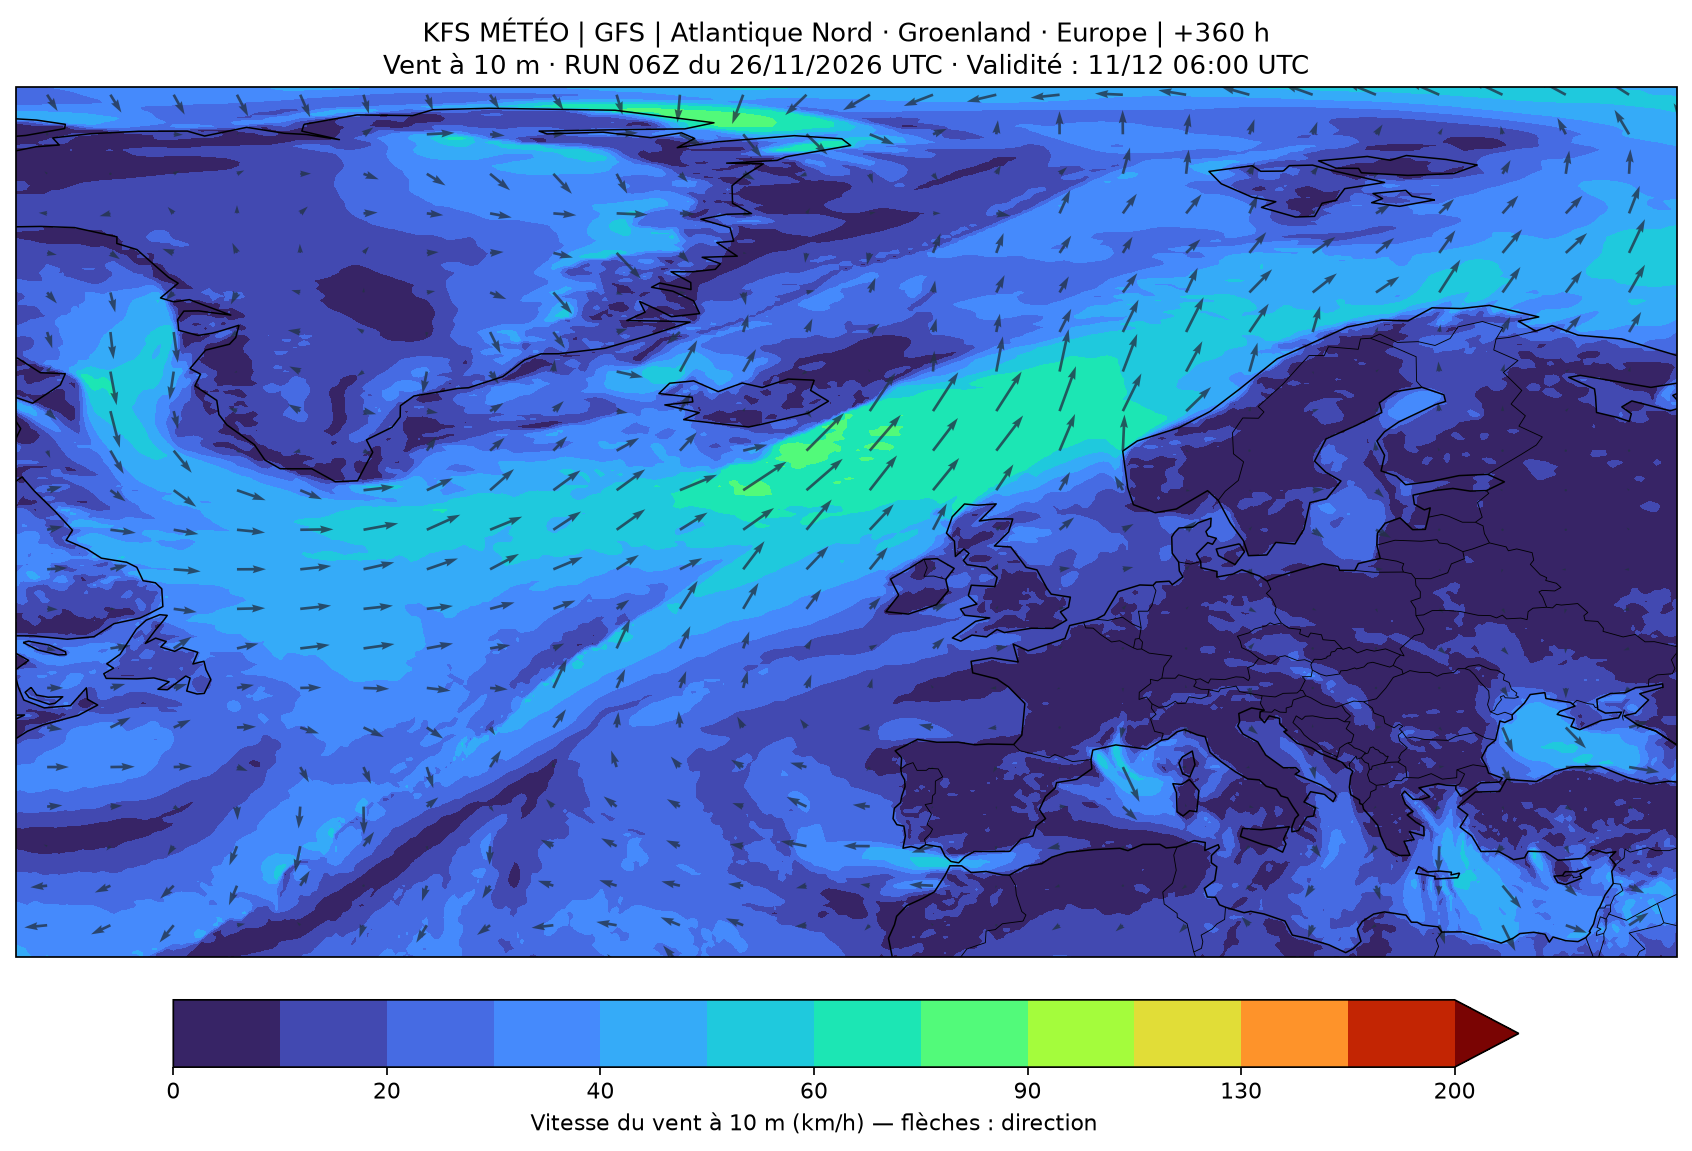 KFS MÉTÉO | GFS | Atlantique Nord · Groenland · Europe | +360 h
Vent à 10 m · RUN 06Z du 26/11/2026 UTC · Validité : 11/12 06:00 UTC
0 20 40 60 90 130 200
Vitesse du vent à 10 m (km/h) — flèches : direction